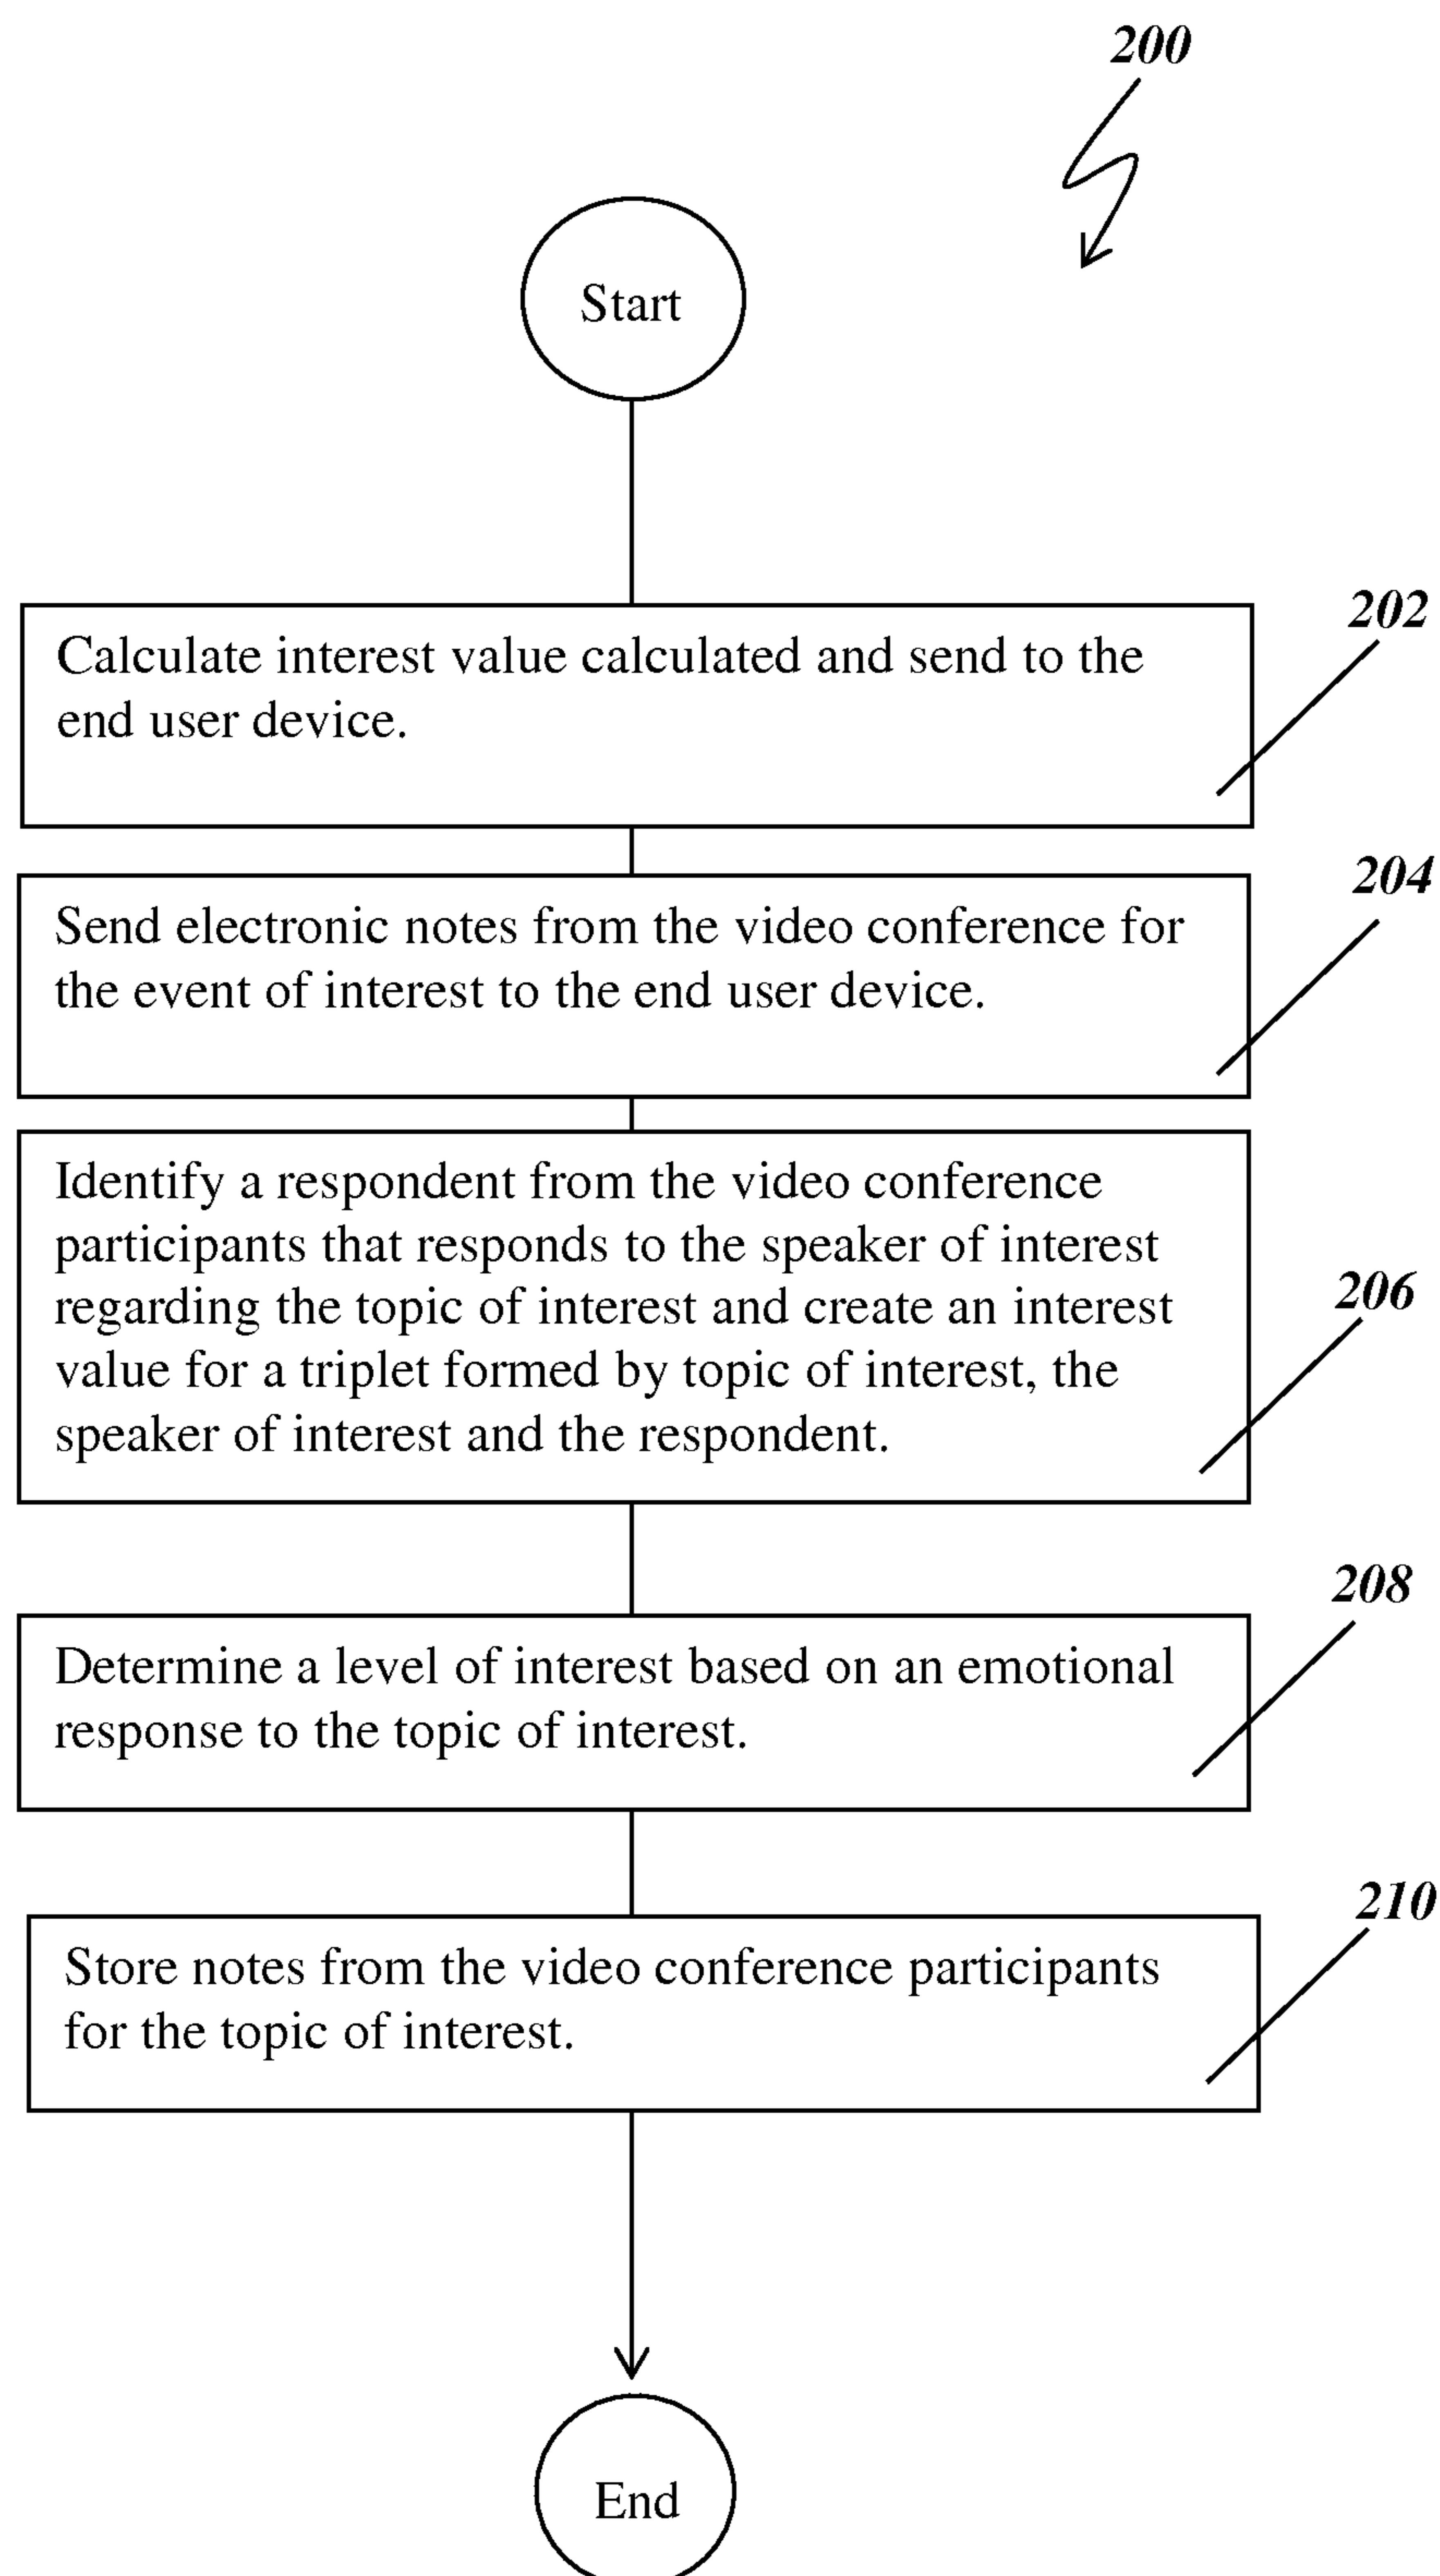 200
Start
202
Calculate interest value calculated and send to the
end user device.
204
Send electronic notes from the video conference for
the event of interest to the end user device.
Identify a respondent from the video conference
participants that responds to the speaker of interest
regarding the topic of interest and create an interest
value for a triplet formed by topic of interest, the
speaker of interest and the respondent.
206
208
Determine a level of interest based on an emotional
response to the topic of interest.
210
Store notes from the video conference participants
for the topic of interest.
End